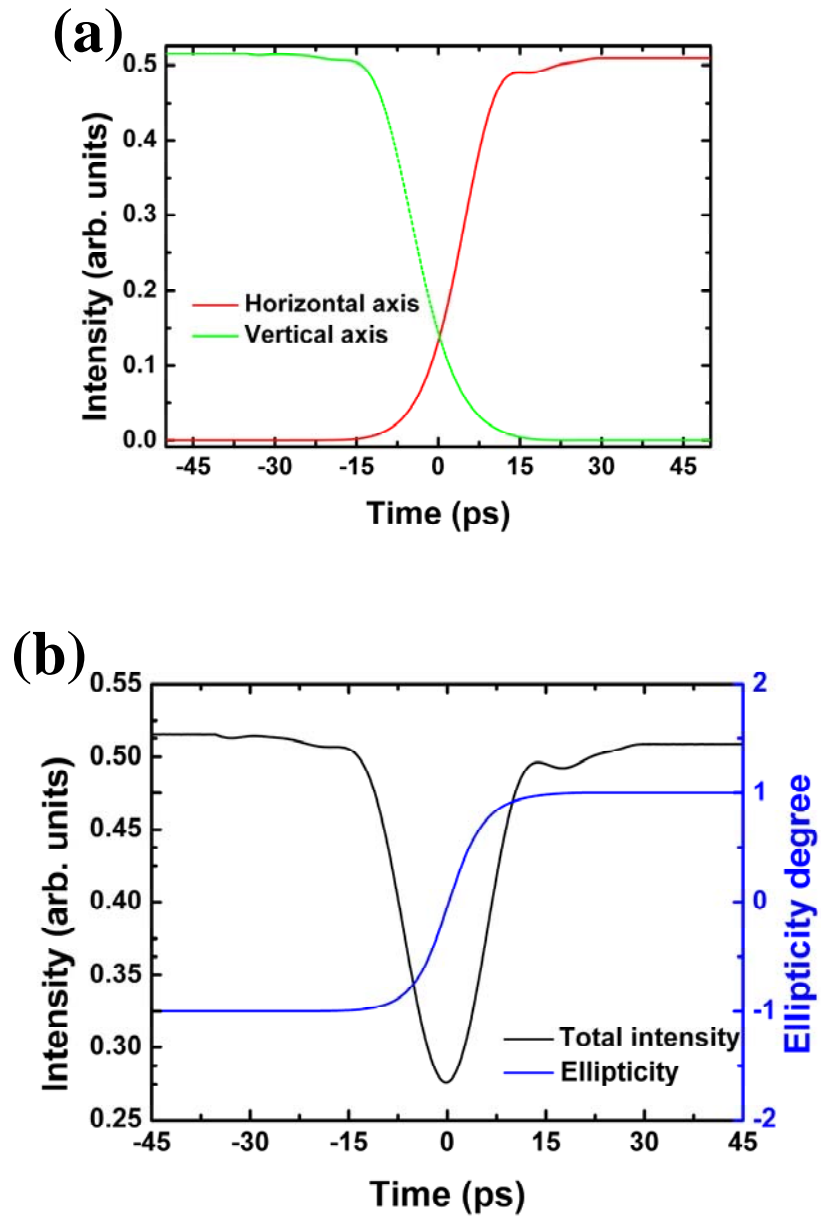 (a)
Intensity (arb. units)
0.5
0.4
0.3
0.2
0.1
0.0
Horizontal axis
Vertical axis
-45 -30 -15 0 15 30 45
Time (ps)
(b)
Intensity (arb. units)
0.55
0.50
0.45
0.40
0.35
0.30
0.25
2
1
0
-1
-2
Ellipticity degree
Total intensity
Ellipticity
-45 -30 -15 0 15 30 45
Time (ps)